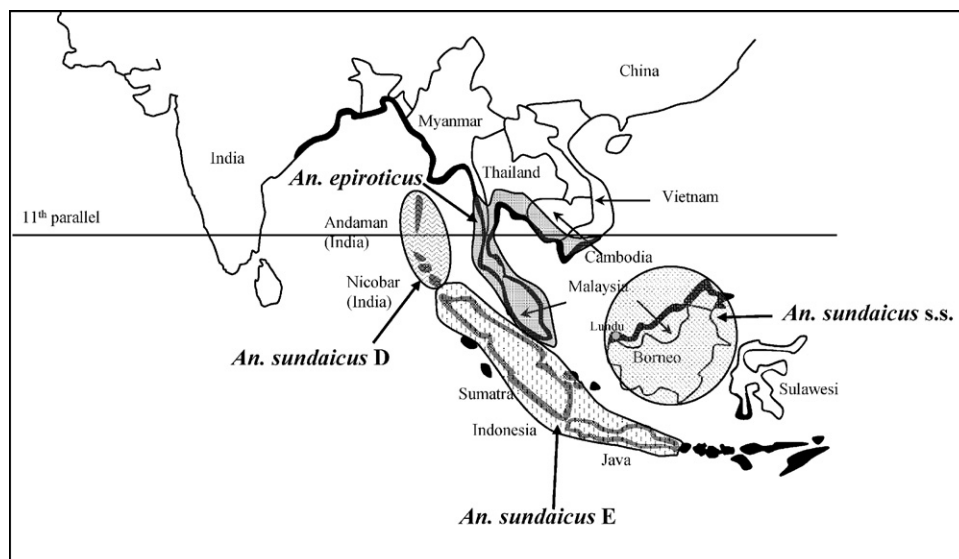 China
Myanmar
India
Thailand
An. epiroticus
Vietnam
11th parallel
Andaman
(India)
Cambodia
Nicobar
(India)
Malaysia
An. sundaicus s.s.
Lundu
Borneo
An. sundaicus D
Sulawesi
Sumatra
Indonesia
Java
An. sundaicus E